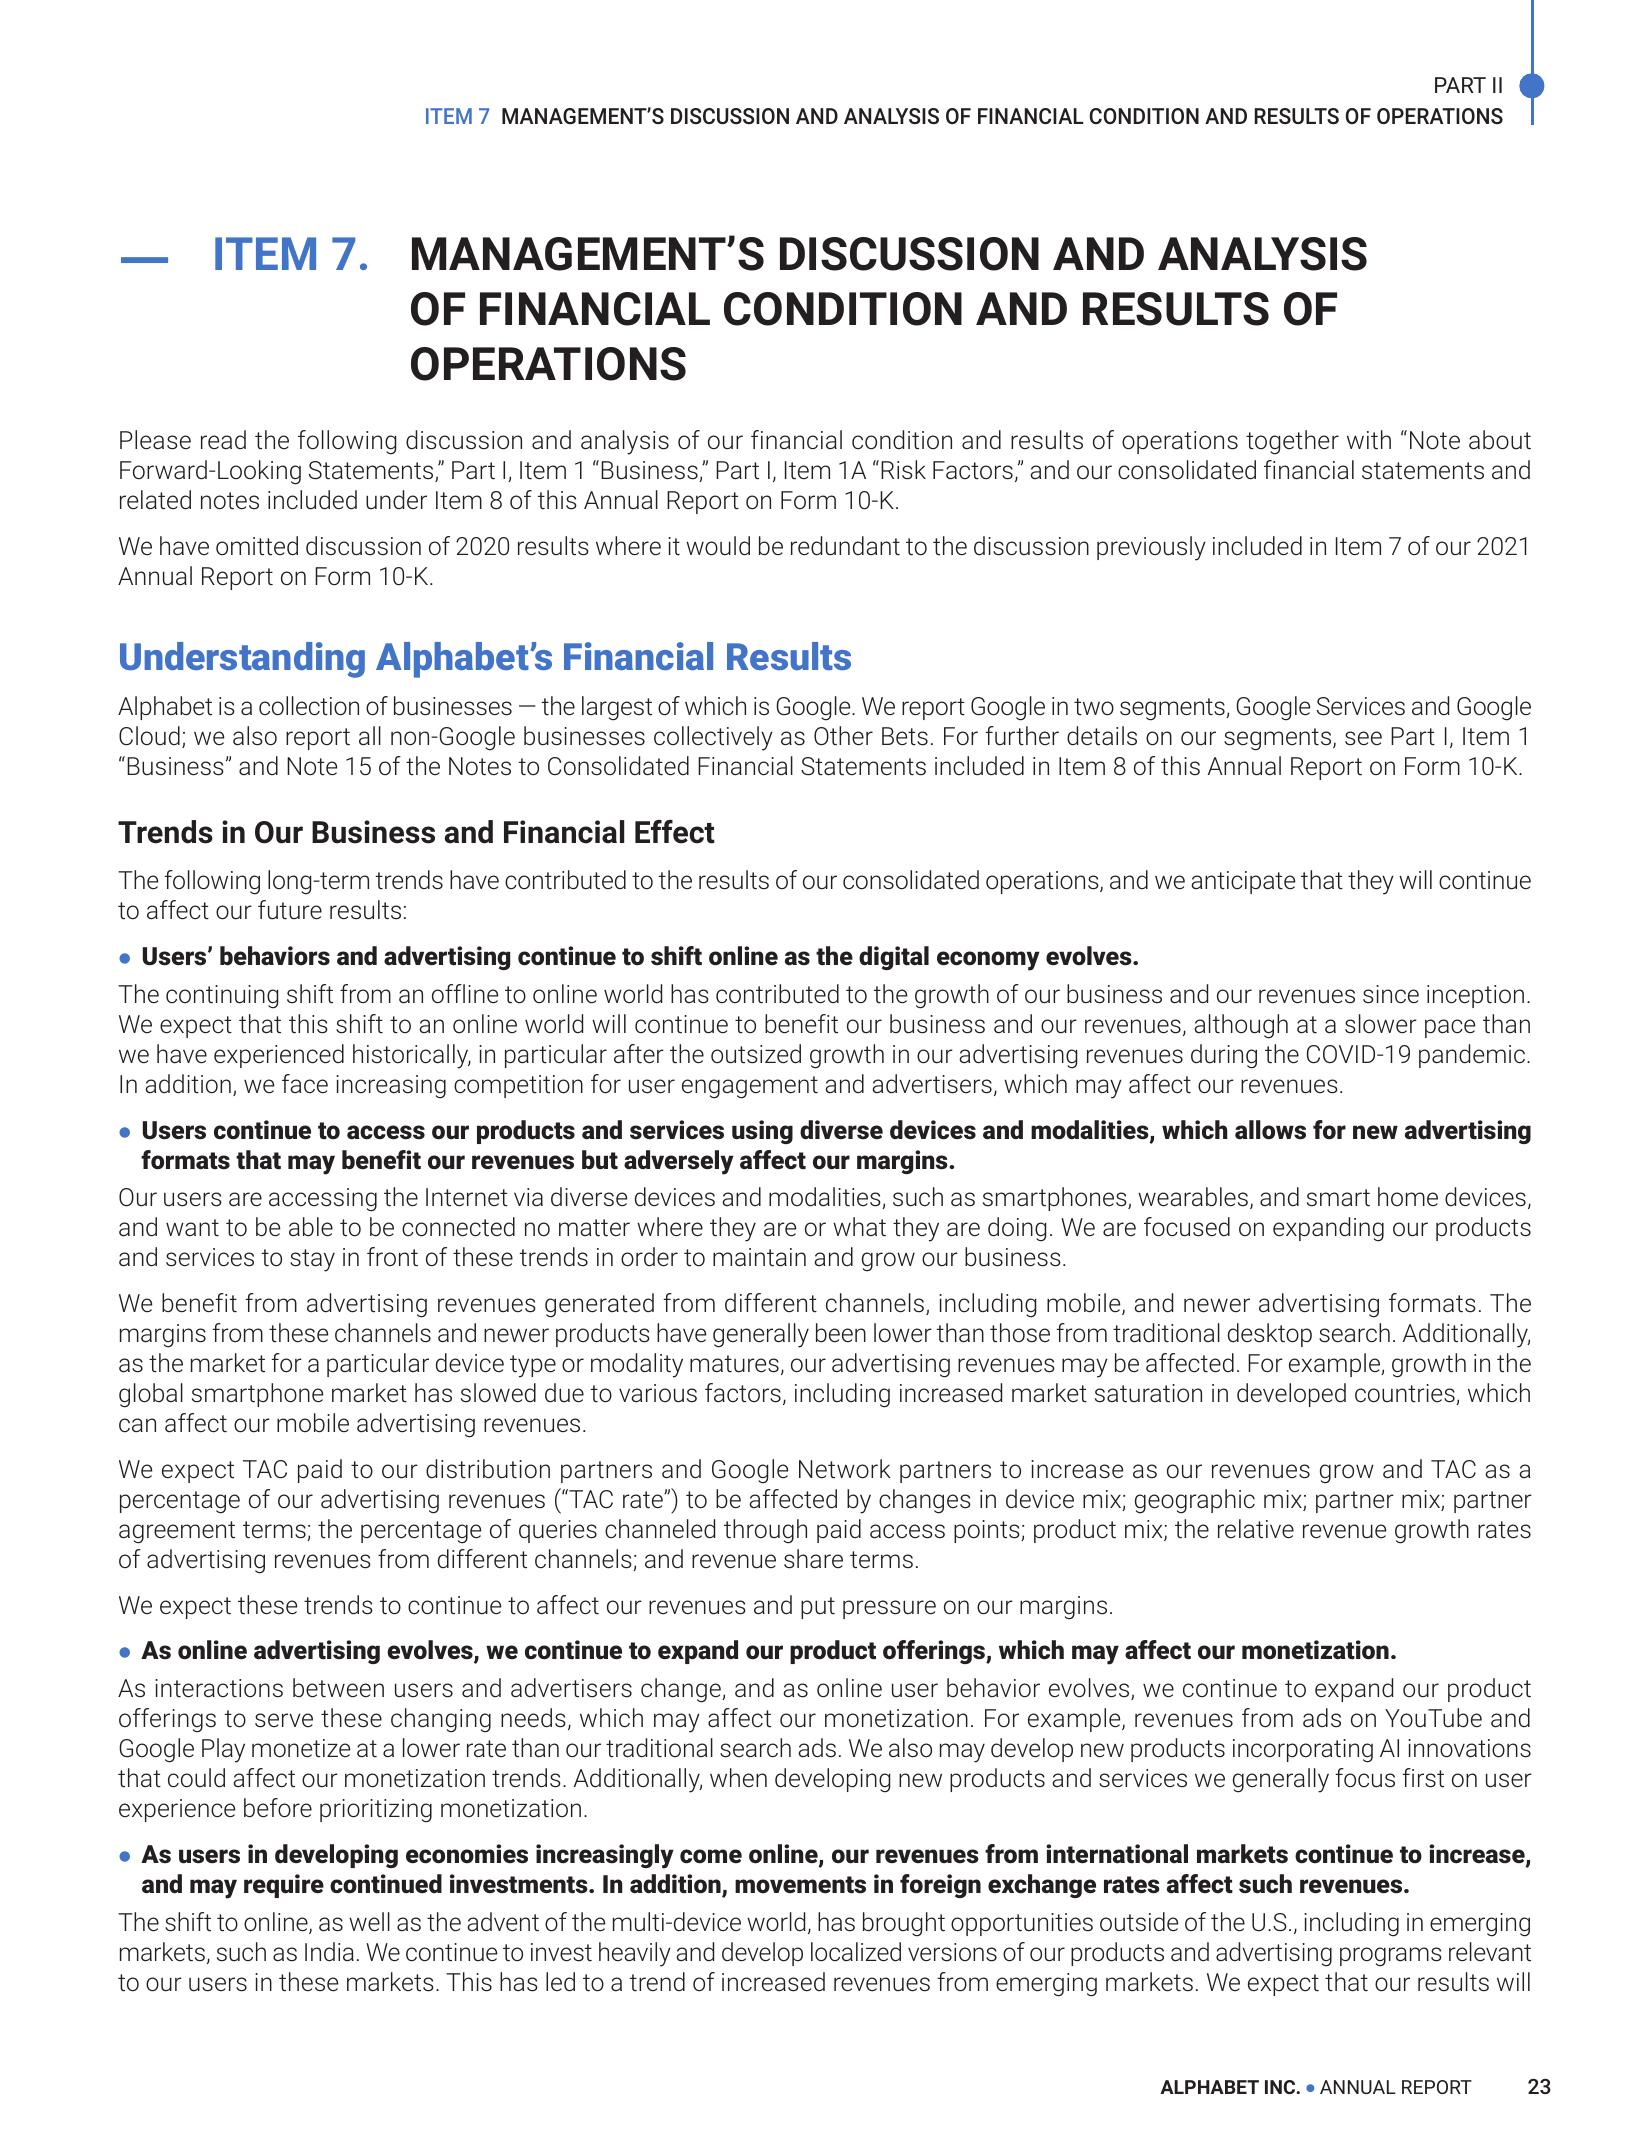 PART II
ITEM 7 MANAGEMENT’S DISCUSSION AND ANALYSIS OF FINANCIAL CONDITION AND RESULTS OF OPERATIONS
— ITEM 7. MANAGEMENT’S DISCUSSION AND ANALYSIS
OF FINANCIAL CONDITION AND RESULTS OF
OPERATIONS
Please read the following discussion and analysis of our financial condition and results of operations together with “Note about
Forward-Looking Statements,” Part I, Item 1 “Business,” Part I, Item 1A “Risk Factors,” and our consolidated financial statements and
related notes included under Item 8 of this Annual Report on Form 10-K.
We have omitted discussion of 2020 results where it would be redundant to the discussion previously included in Item 7 of our 2021
Annual Report on Form 10-K.
Understanding Alphabet’s Financial Results
Alphabet is a collection of businesses — the largest of which is Google. We report Google in two segments, Google Services and Google
Cloud; we also report all non-Google businesses collectively as Other Bets. For further details on our segments, see Part I, Item 1
“Business” and Note 15 of the Notes to Consolidated Financial Statements included in Item 8 of this Annual Report on Form 10-K.
Trends in Our Business and Financial Effect
The following long-term trends have contributed to the results of our consolidated operations, and we anticipate that they will continue
to affect our future results:
● Users’ behaviors and advertising continue to shift online as the digital economy evolves.
The continuing shift from an offline to online world has contributed to the growth of our business and our revenues since inception.
We expect that this shift to an online world will continue to benefit our business and our revenues, although at a slower pace than
we have experienced historically, in particular after the outsized growth in our advertising revenues during the COVID-19 pandemic.
In addition, we face increasing competition for user engagement and advertisers, which may affect our revenues.
● Users continue to access our products and services using diverse devices and modalities, which allows for new advertising
formats that may benefit our revenues but adversely affect our margins.
Our users are accessing the Internet via diverse devices and modalities, such as smartphones, wearables, and smart home devices,
and want to be able to be connected no matter where they are or what they are doing. We are focused on expanding our products
and services to stay in front of these trends in order to maintain and grow our business.
We benefit from advertising revenues generated from different channels, including mobile, and newer advertising formats. The
margins from these channels and newer products have generally been lower than those from traditional desktop search. Additionally,
as the market for a particular device type or modality matures, our advertising revenues may be affected. For example, growth in the
global smartphone market has slowed due to various factors, including increased market saturation in developed countries, which
can affect our mobile advertising revenues.
We expect TAC paid to our distribution partners and Google Network partners to increase as our revenues grow and TAC as a
percentage of our advertising revenues (“TAC rate”) to be affected by changes in device mix; geographic mix; partner mix; partner
agreement terms; the percentage of queries channeled through paid access points; product mix; the relative revenue growth rates
of advertising revenues from different channels; and revenue share terms.
We expect these trends to continue to affect our revenues and put pressure on our margins.
● As online advertising evolves, we continue to expand our product offerings, which may affect our monetization.
As interactions between users and advertisers change, and as online user behavior evolves, we continue to expand our product
offerings to serve these changing needs, which may affect our monetization. For example, revenues from ads on YouTube and
Google Play monetize at a lower rate than our traditional search ads. We also may develop new products incorporating AI innovations
that could affect our monetization trends. Additionally, when developing new products and services we generally focus first on user
experience before prioritizing monetization.
● As users in developing economies increasingly come online, our revenues from international markets continue to increase,
and may require continued investments. In addition, movements in foreign exchange rates affect such revenues.
The shift to online, as well as the advent of the multi-device world, has brought opportunities outside of the U.S., including in emerging
markets, such as India. We continue to invest heavily and develop localized versions of our products and advertising programs relevant
to our users in these markets. This has led to a trend of increased revenues from emerging markets. We expect that our results will
ALPHABET INC. ● ANNUAL REPORT 23